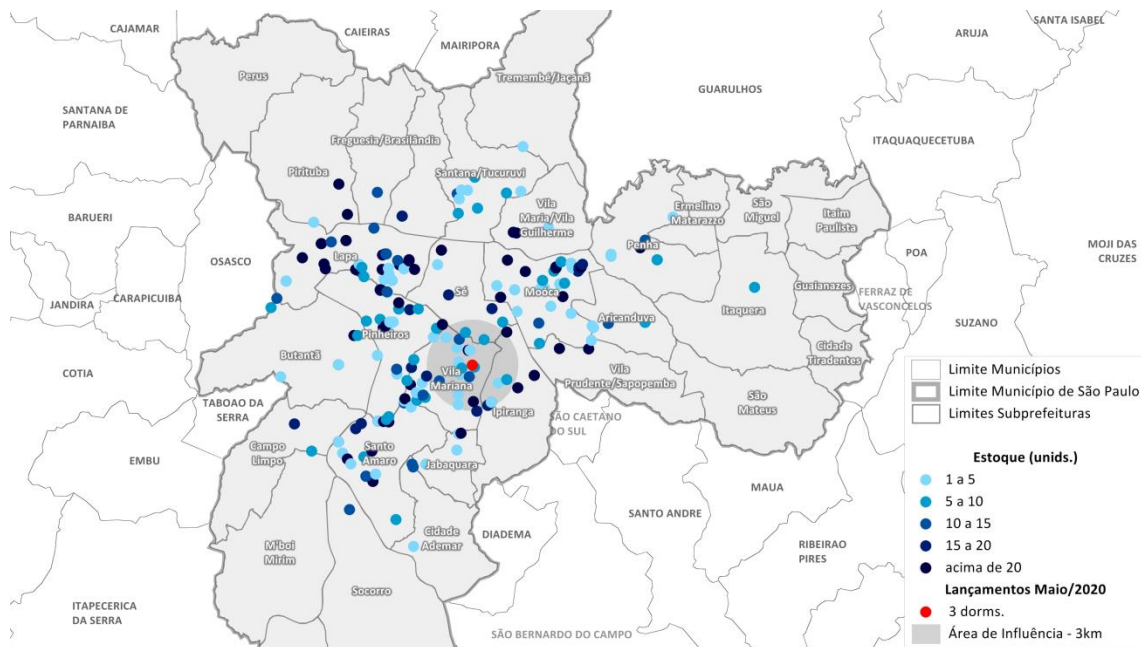 CAJAMAR
CAIEIRAS
MAIRIPORA
SANTA ISABEL
ARUJA
Perus
Tremembé/Jaçanã
GUARULHOS
SANTANA DE
PARNAIBA
Freguesia/Brasilândia
ITAQUAQUECETUBA
Pirituba
Santana/Tucuruvi
BARUERI
Vila
Maria/Vila
Guilherme
Ermelino
Matarazzo
São
Miguel
Itaim
Paulista
OSASCO
Lapa
Penha
POA
MOJI DAS
CRUZES
JANDIRA
CARAPICUIBA
Sé
Moóca
Itaquera
Guaianazes
FERRAZ DE
VASCONCELOS
Aricanduva
SUZANO
Pinheiros
Butantã
Cidade
Tiradentes
COTIA
Vila
Mariana
Vila
Prudente/Sapopemba
São
Mateus
TABOAO DA
SERRA
Ipiranga
SÃO CAETANO
DO SUL
EMBU
Campo
Limpo
Santo
Amaro
Jabaquara
MAUA
SANTO ANDRE
Cidade
Ademar
DIADEMA
RIBEIRAO
PIRES
M'boi
Mirim
Socorro
ITAPECERICA
DA SERRA
SÃO BERNARDO DO CAMPO
Limite Municípios
Limite Município de São Paulo
Limites Subprefeituras
Estoque (unids.)
1 a 5
5 a 10
10 a 15
15 a 20
acima de 20
Lançamentos Maio/2020
3 dorms.
Área de Influência - 3km